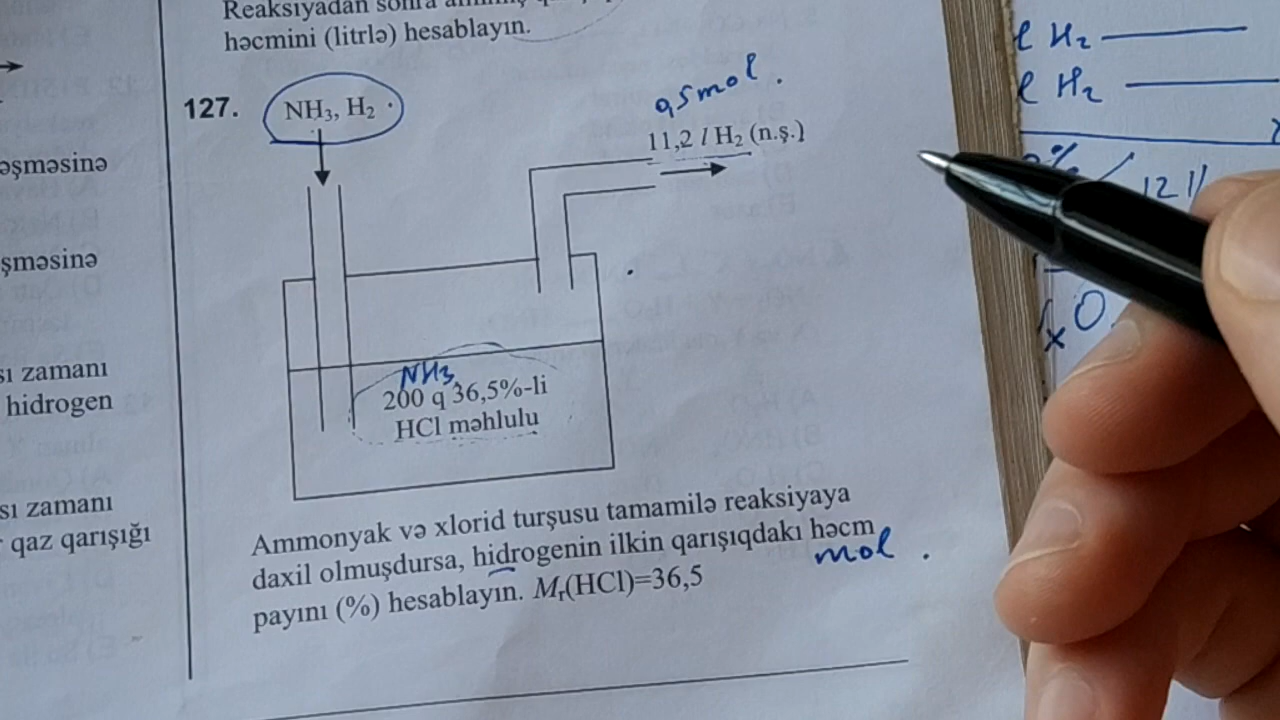 Reaksiyadan sonra
həcmini (litrlə) hesablayın.
127.
NH₃, H₂
0,5 mol.
11,2 l H₂ (n.ş.)
NH₃
200 q 36,5%-li
HCl məhlulu
Ammonyak və xlorid turşusu tamamilə reaksiyaya
daxil olmuşdursa, hidrogenin ilkin qarışıqdakı həcm
mol.
payını (%) hesablayın. Mᵣ(HCl)=36,5
əşməsinə
şməsinə
sı zamanı
hidrogen
sı zamanı
qaz qarışığı
l H₂
l H₂